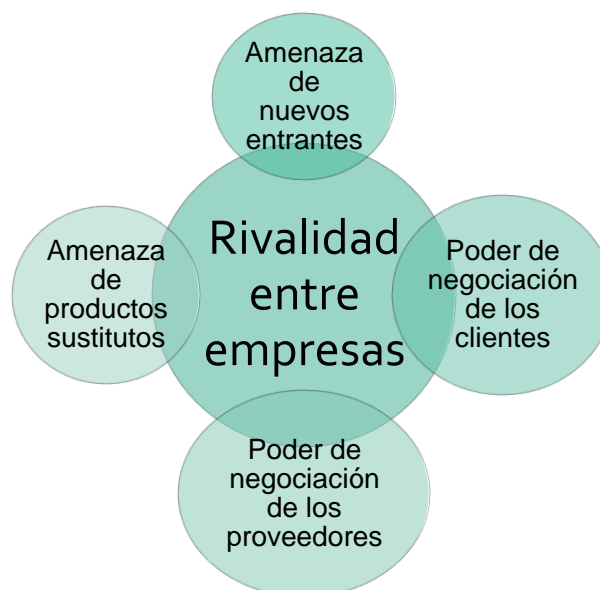 Amenaza
de
nuevos
entrantes
Amenaza
de
productos
sustitutos
Rivalidad
entre
empresas
Poder de
negociación
de los
clientes
Poder de
negociación
de los
proveedores